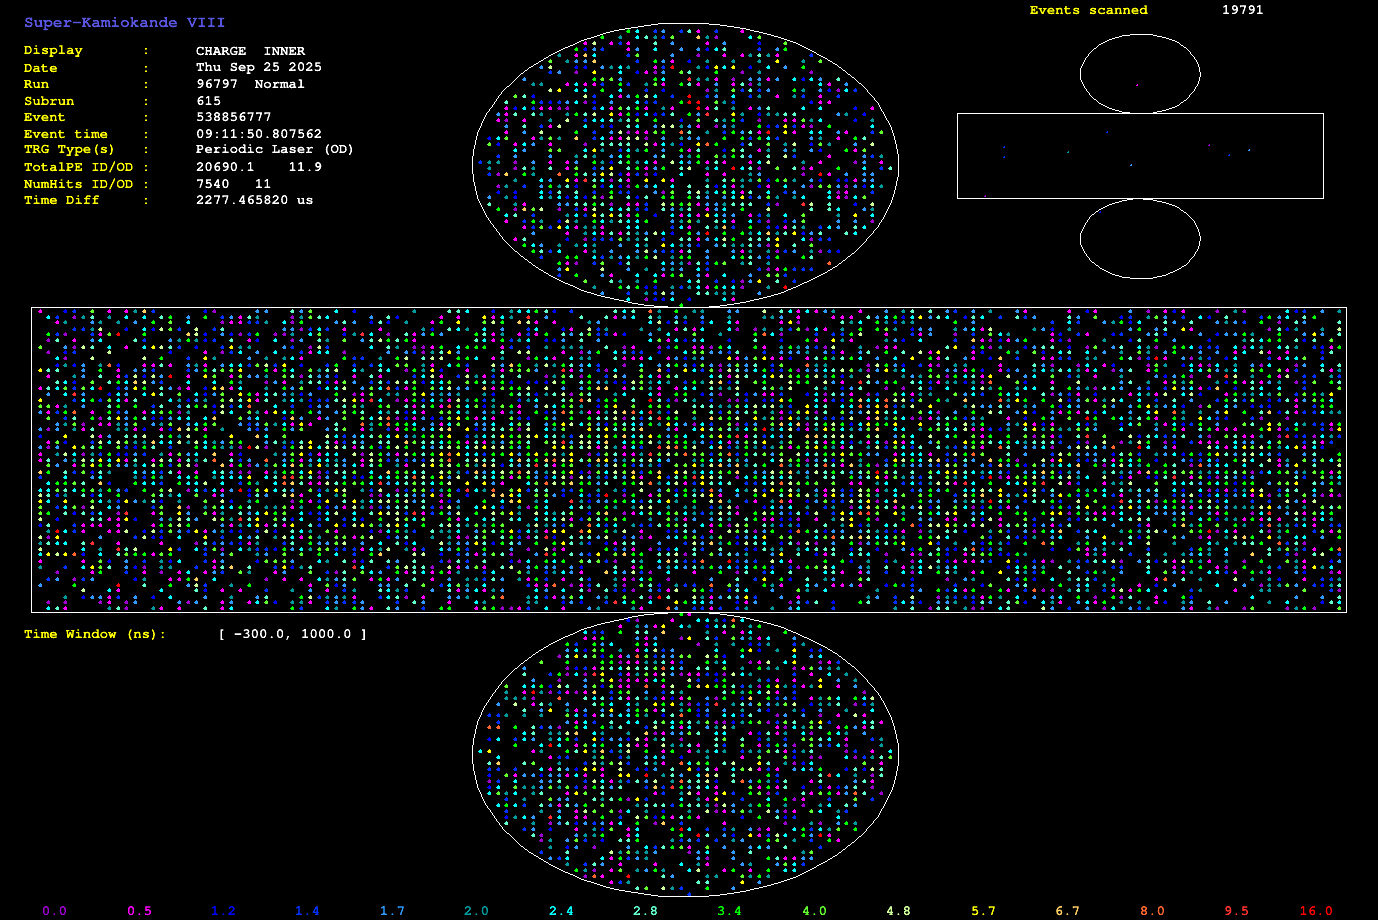 Super-Kamiokande VIII
Events scanned 19791
Display : CHARGE INNER
Date : Thu Sep 25 2025
Run : 96797 Normal
Subrun : 615
Event : 538856777
Event time : 09:11:50.807562
TRG Type(s) : Periodic Laser (OD)
TotalPE ID/OD : 20690.1 11.9
NumHits ID/OD : 7540 11
Time Diff : 2277.465820 us
Time Window (ns): [ -300.0, 1000.0 ]
0.0 0.5 1.2 1.4 1.7 2.0 2.4 2.8 3.4 4.0 4.8 5.7 6.7 8.0 9.5 16.0